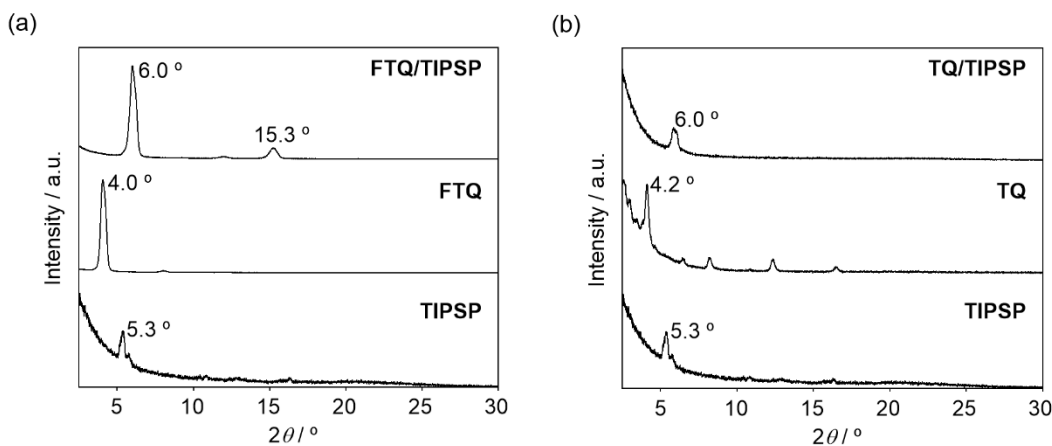 (a)
FTQ/TIPSP
6.0 º
15.3 º
FTQ
4.0 º
TIPSP
5.3 º
Intensity / a.u.
5 10 15 20 25 30
2θ / º
(b)
TQ/TIPSP
6.0 º
TQ
4.2 º
TIPSP
5.3 º
Intensity / a.u.
5 10 15 20 25 30
2θ / º